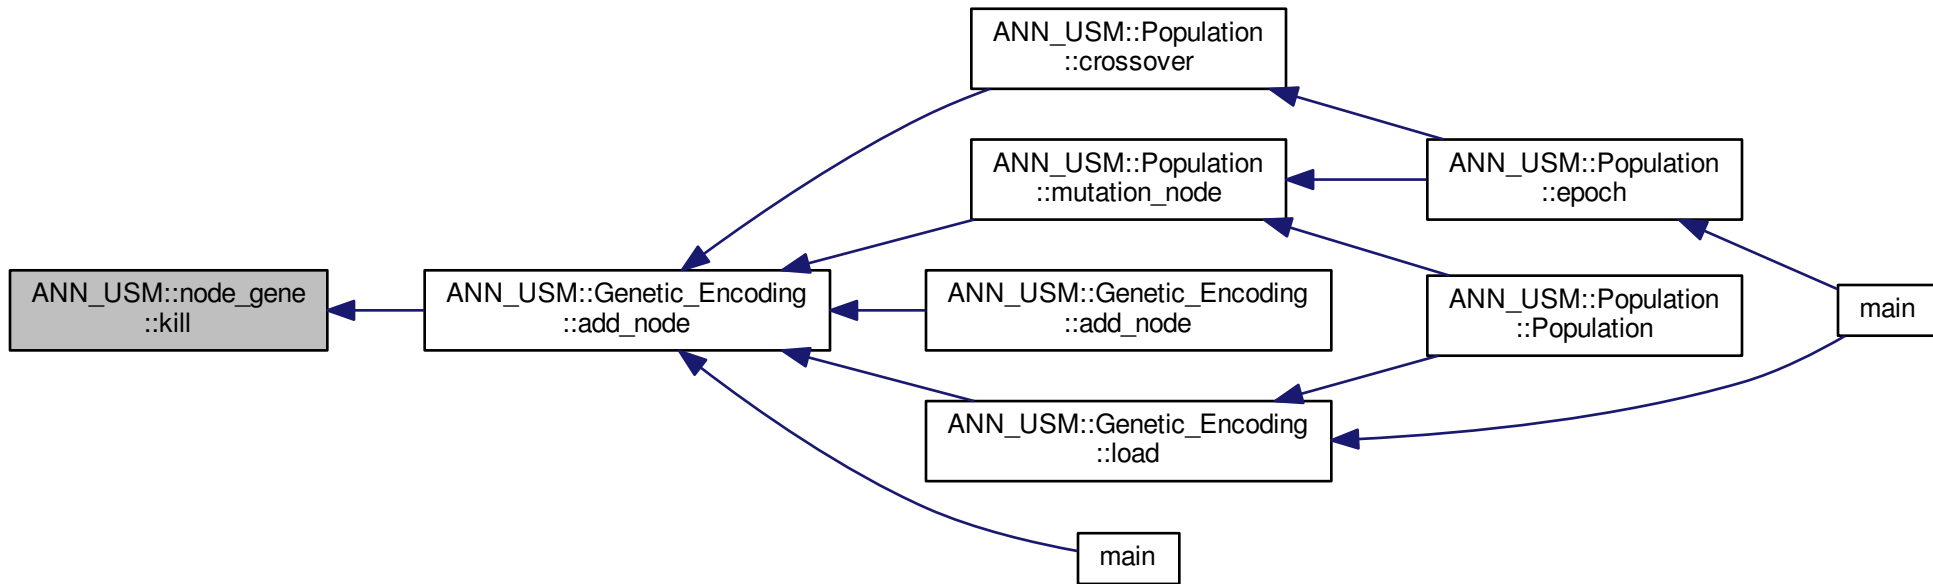 ANN_USM::Population
::crossover
ANN_USM::Population
::mutation_node
ANN_USM::Population
::epoch
ANN_USM::node_gene
::kill
ANN_USM::Genetic_Encoding
::add_node
ANN_USM::Genetic_Encoding
::add_node
ANN_USM::Population
::Population
main
ANN_USM::Genetic_Encoding
::load
main